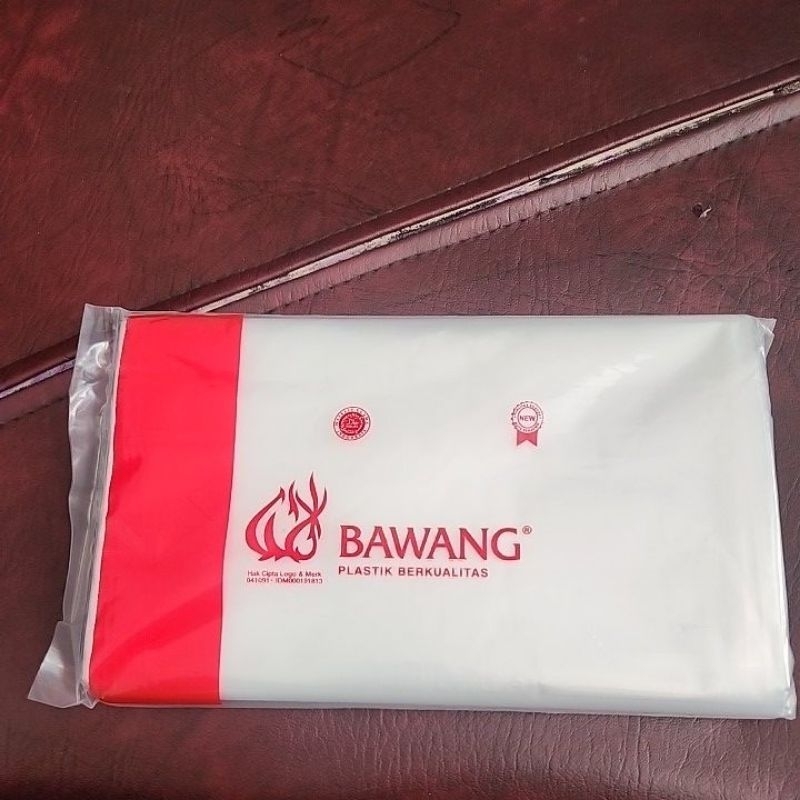 NEW
BAWANG®
PLASTIK BERKUALITAS
Hak Cipta Logo & Merk